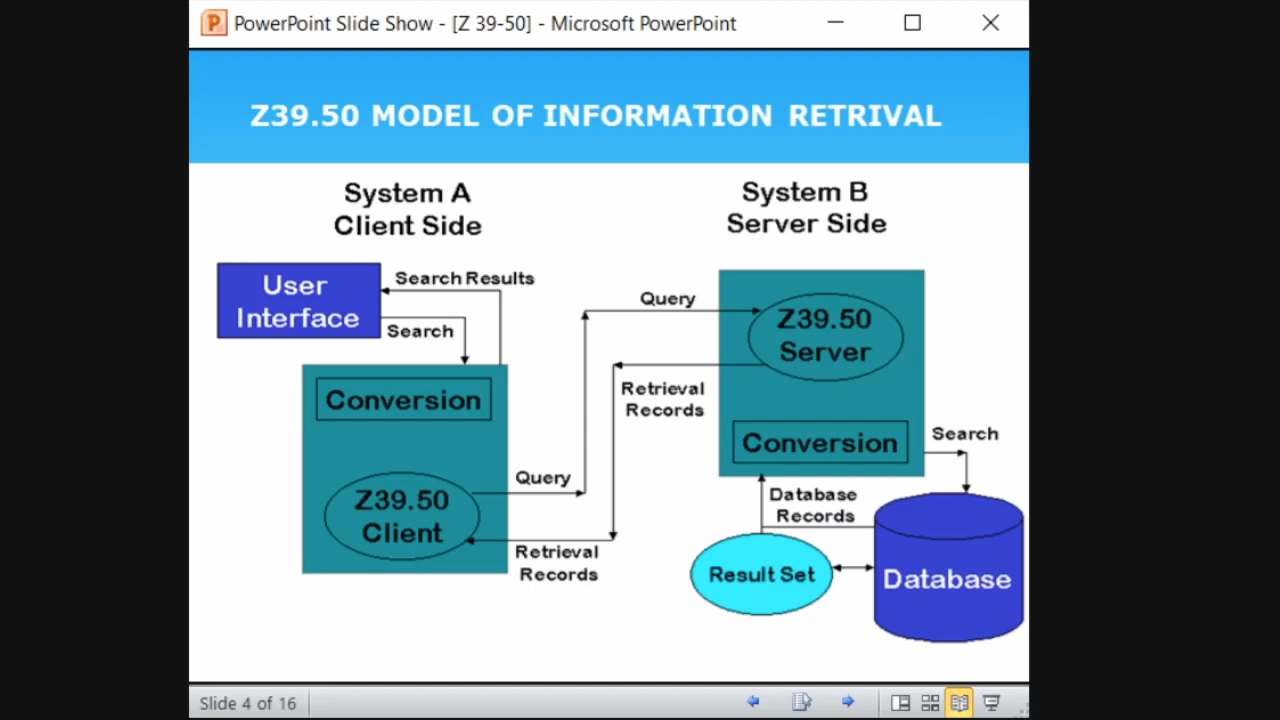 PowerPoint Slide Show - [Z 39-50] - Microsoft PowerPoint
Z39.50 MODEL OF INFORMATION RETRIVAL
System A
Client Side
System B
Server Side
User
Interface
Search Results
Search
Conversion
Z39.50
Client
Query
Retrieval
Records
Query
Retrieval
Records
Z39.50
Server
Conversion
Search
Database
Records
Result Set
Database
Slide 4 of 16